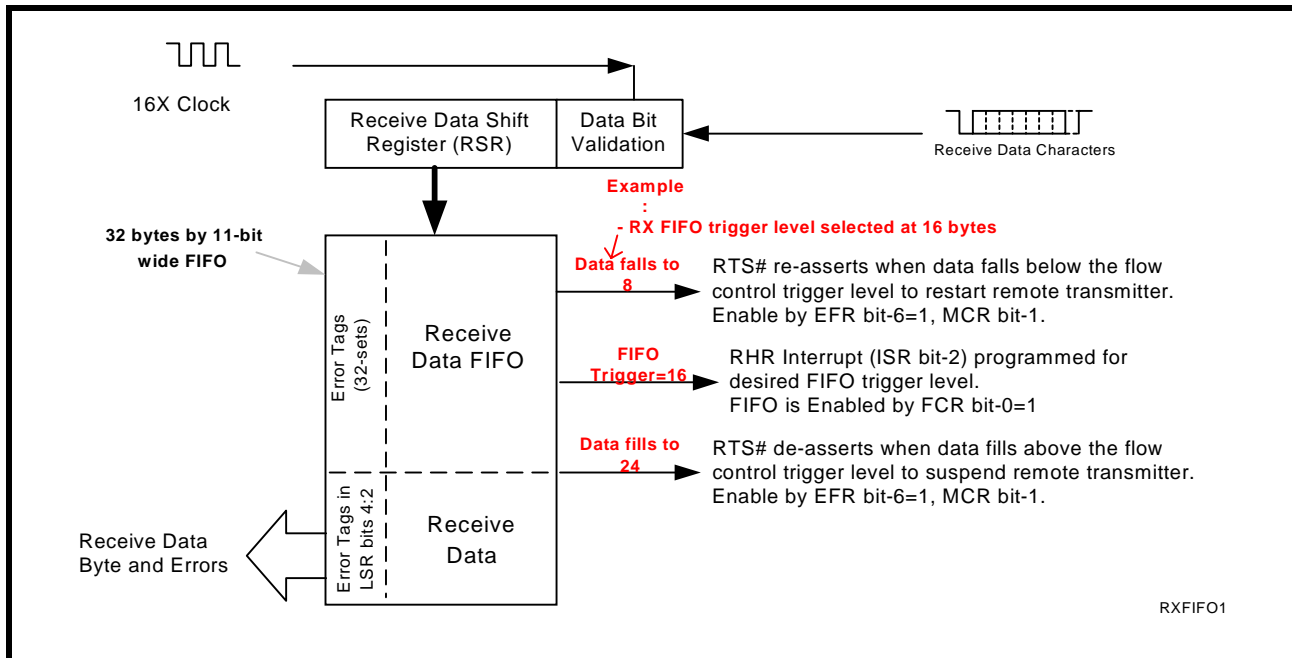 16X Clock
Receive Data Shift
Register (RSR)
Data Bit
Validation
Receive Data Characters
Example
:
- RX FIFO trigger level selected at 16 bytes
32 bytes by 11-bit
wide FIFO
Error Tags
(32-sets)
Receive
Data FIFO
Data falls to
8
RTS# re-asserts when data falls below the flow
control trigger level to restart remote transmitter.
Enable by EFR bit-6=1, MCR bit-1.
FIFO
Trigger=16
RHR Interrupt (ISR bit-2) programmed for
desired FIFO trigger level.
FIFO is Enabled by FCR bit-0=1
Data fills to
24
RTS# de-asserts when data fills above the flow
control trigger level to suspend remote transmitter.
Enable by EFR bit-6=1, MCR bit-1.
Error Tags in
LSR bits 4:2
Receive
Data
Receive Data
Byte and Errors
RXFIFO1